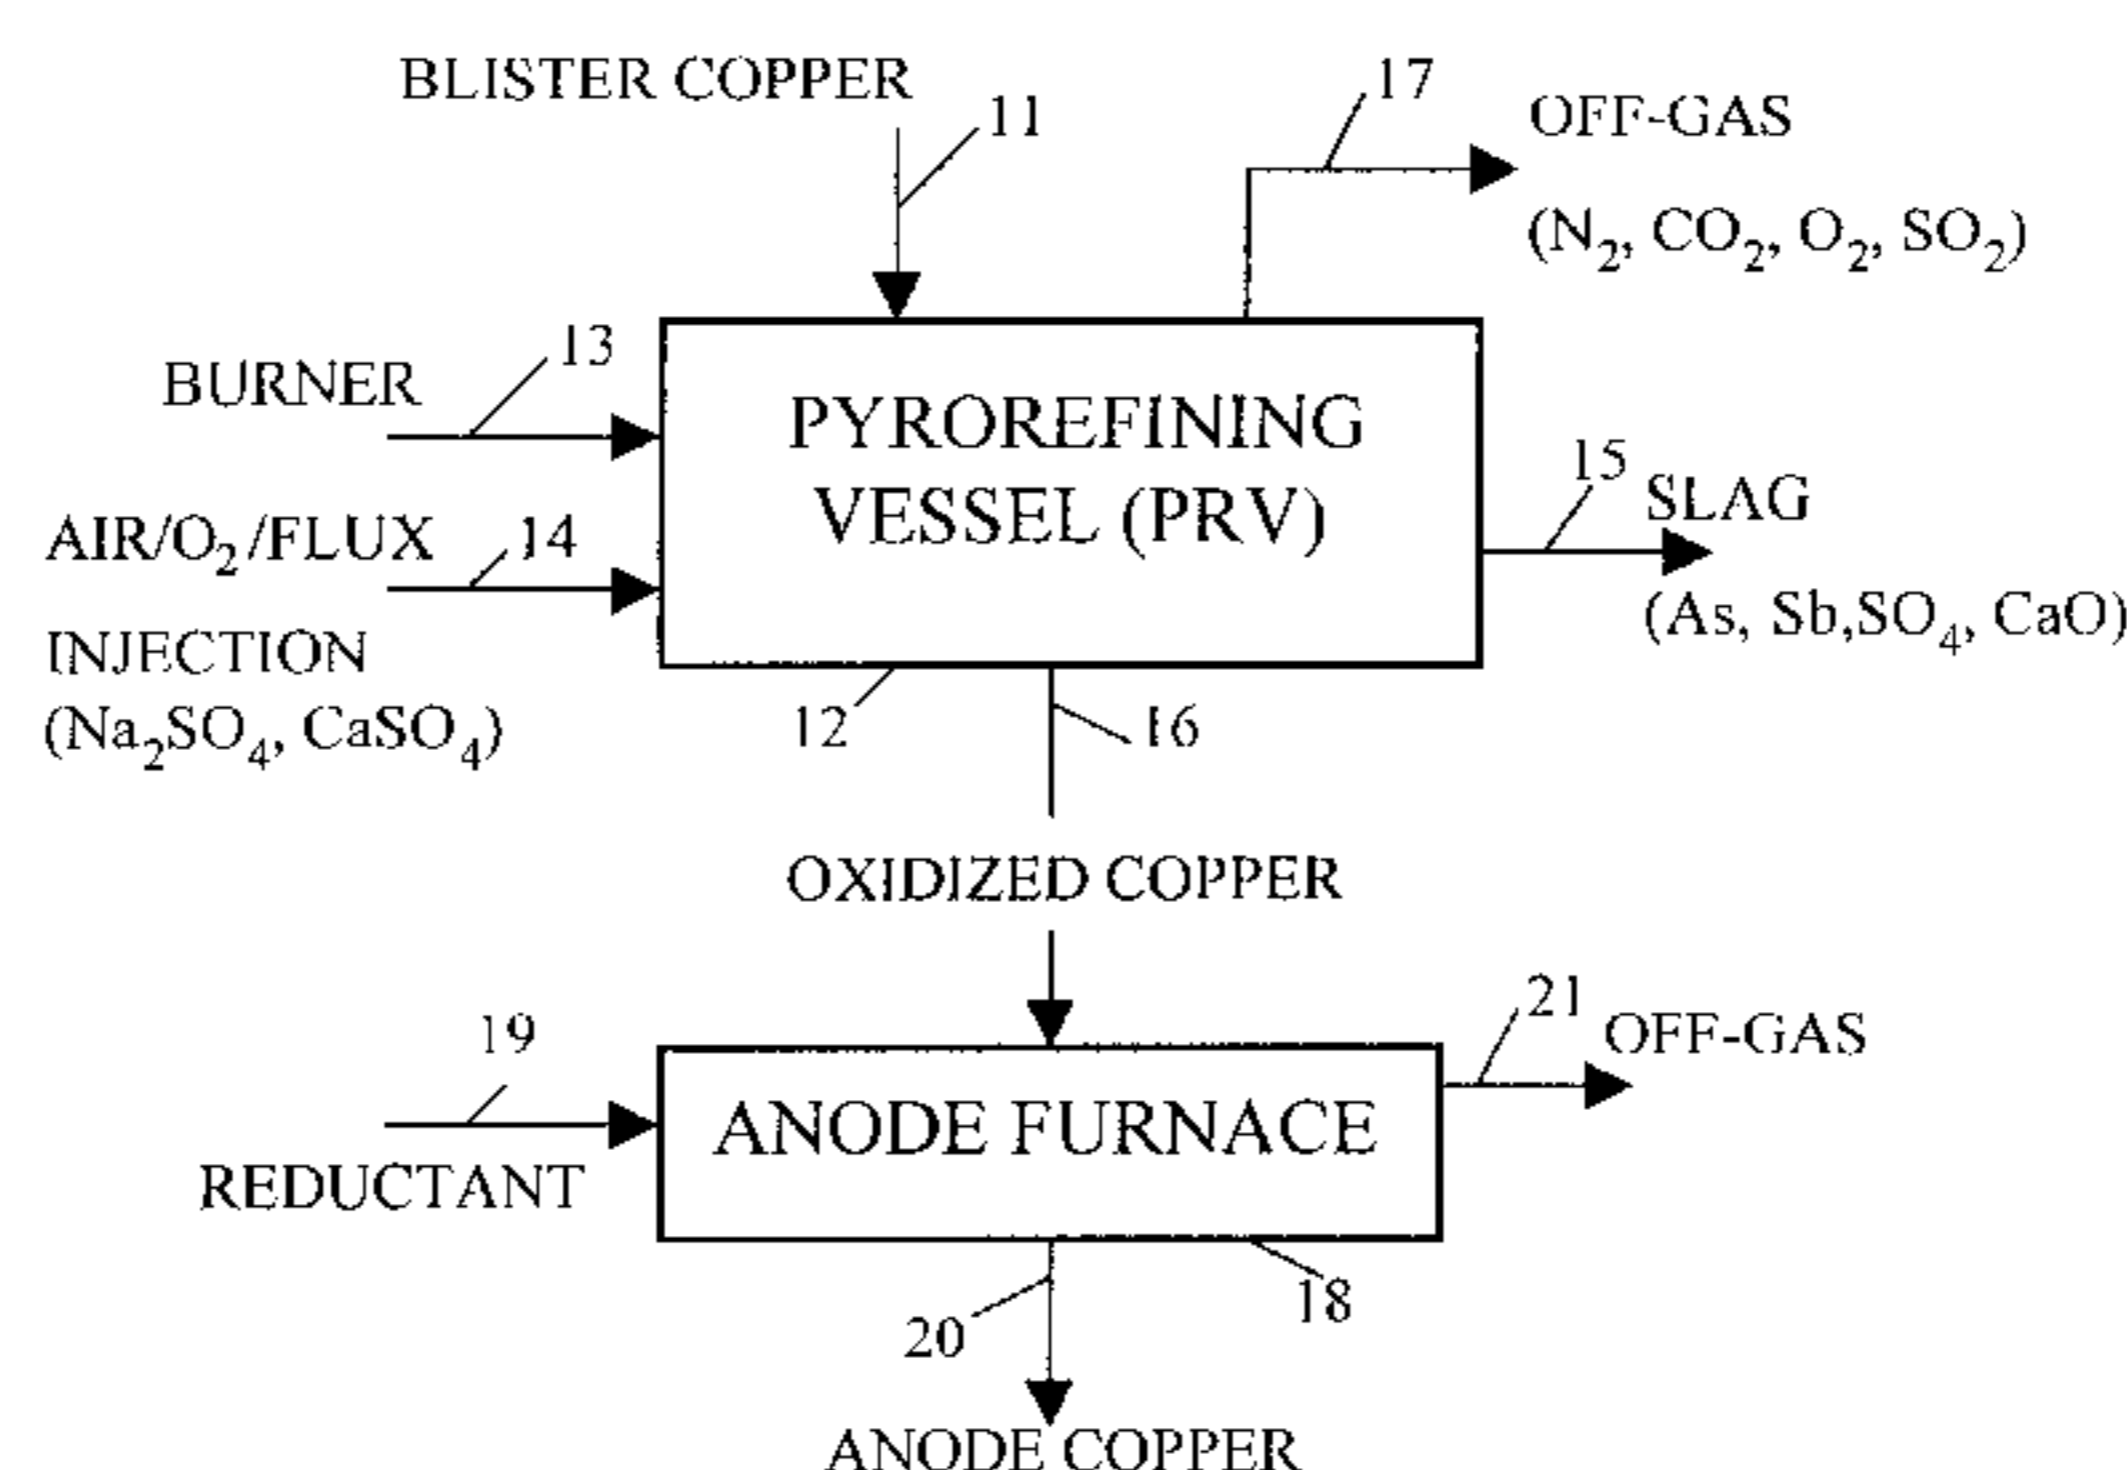 BLISTER COPPER
11
17
OFF-GAS
(N₂, CO₂, O₂, SO₂)
BURNER
13
PYROREFINING
VESSEL (PRV)
15
SLAG
(As, Sb,SO₄, CaO)
AIR/O₂/FLUX
14
INJECTION
(Na₂SO₄, CaSO₄)
12
16
OXIDIZED COPPER
19
REDUCTANT
ANODE FURNACE
21
OFF-GAS
20
18
ANODE COPPER